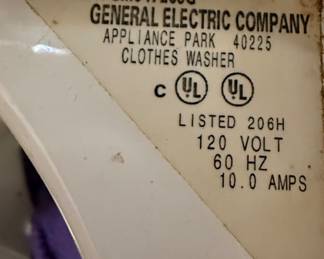 GENERAL ELECTRIC COMPANY
APPLIANCE PARK 40225
CLOTHES WASHER
C UL UL
LISTED 206H
120 VOLT
60 HZ
10.0 AMPS